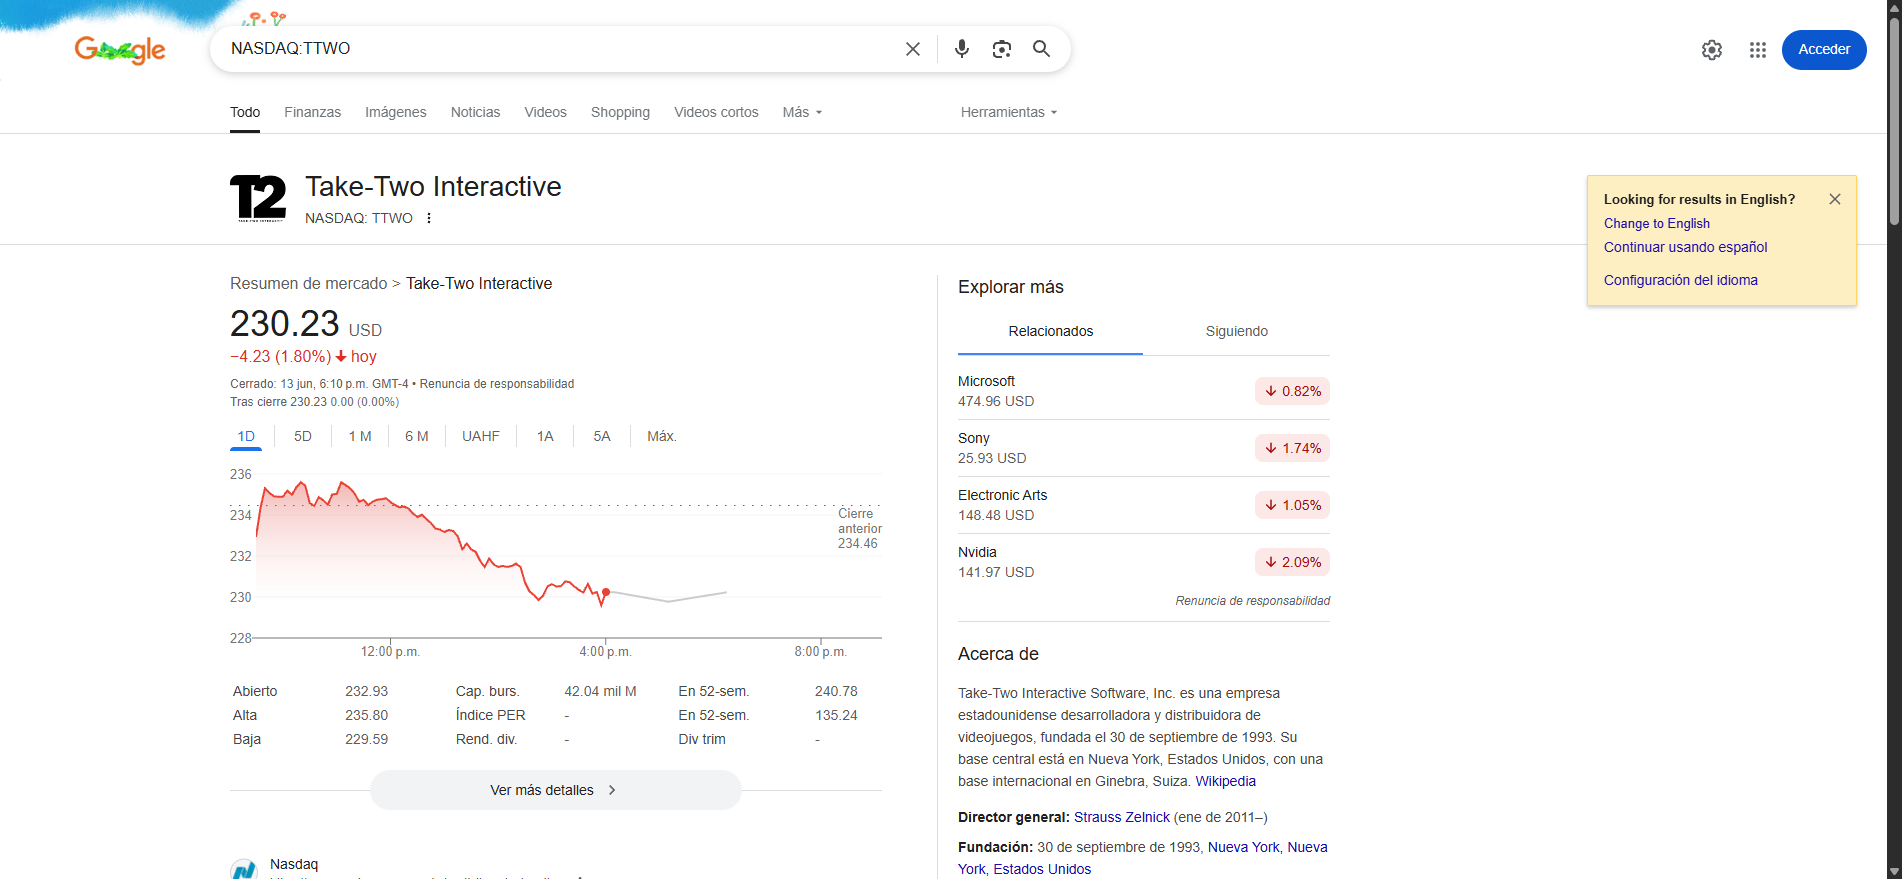 Google
NASDAQ:TTWO
Acceder
Todo
Finanzas
Imágenes
Noticias
Videos
Shopping
Videos cortos
Más
Herramientas
T2
Take-Two Interactive
NASDAQ: TTWO
Looking for results in English?
Change to English
Continuar usando español
Configuración del idioma
Resumen de mercado > Take-Two Interactive
230.23 USD
−4.23 (1.80%) hoy
Cerrado: 13 jun, 6:10 p.m. GMT-4 • Renuncia de responsabilidad
Tras cierre 230.23 0.00 (0.00%)
1D
5D
1 M
6 M
UAHF
1A
5A
Máx.
236
234
232
230
228
Cierre
anterior
234.46
12:00 p.m.
4:00 p.m.
8:00 p.m.
Abierto 232.93 Cap. burs. 42.04 mil M En 52-sem. 240.78
Alta 235.80 Índice PER - En 52-sem. 135.24
Baja 229.59 Rend. div. - Div trim -
Ver más detalles
Nasdaq
Explorar más
Relacionados
Siguiendo
Microsoft
474.96 USD
0.82%
Sony
25.93 USD
1.74%
Electronic Arts
148.48 USD
1.05%
Nvidia
141.97 USD
2.09%
Renuncia de responsabilidad
Acerca de
Take-Two Interactive Software, Inc. es una empresa
estadounidense desarrolladora y distribuidora de
videojuegos, fundada el 30 de septiembre de 1993. Su
base central está en Nueva York, Estados Unidos, con una
base internacional en Ginebra, Suiza. Wikipedia
Director general: Strauss Zelnick (ene de 2011–)
Fundación: 30 de septiembre de 1993, Nueva York, Nueva
York, Estados Unidos